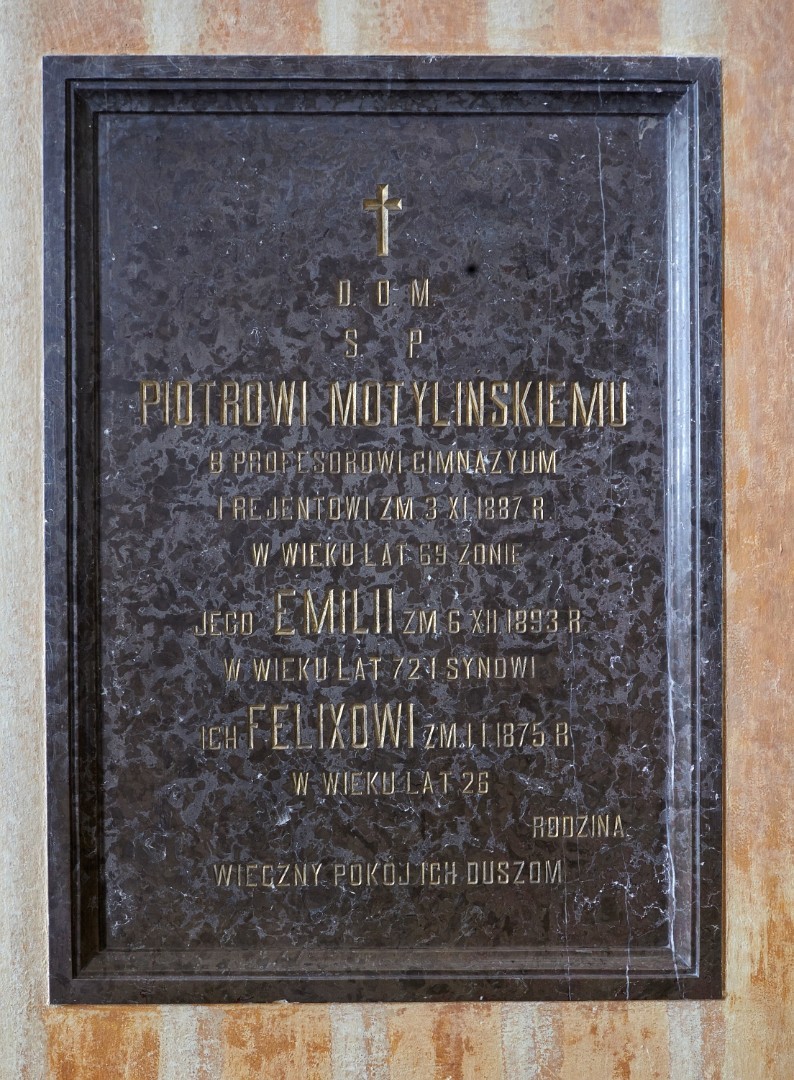 D. O. M.
S P
PIOTROWI MOTYLIŃSKIEMU
B PROFESOROWI GIMNAZYUM
I REJENTOWI ZM. 3 XI 1887 R.
W WIEKU LAT 69 ŻONIE
JEGO EMILII ZM 6 XII 1893 R.
W WIEKU LAT 72 I SYNOWI
ICH FELIXOWI ZM. I I.1875 R.
W WIEKU LAT 26
RODZINA.
WIECZNY POKÓJ ICH DUSZOM